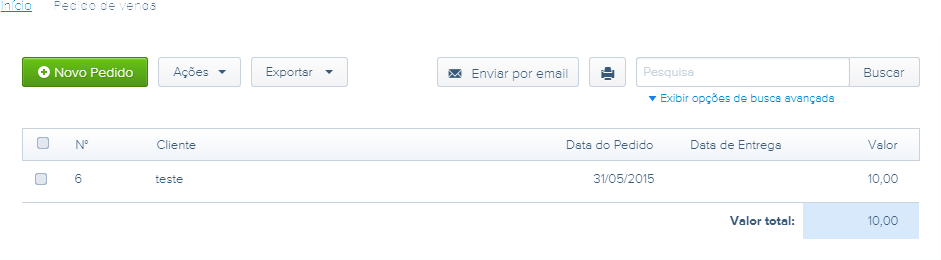 Início Pedido de venda
Novo Pedido Ações Exportar Enviar por email Pesquisa Buscar
Exibir opções de busca avançada
Nº Cliente Data do Pedido Data de Entrega Valor
6 teste 31/05/2015 10,00
Valor total: 10,00